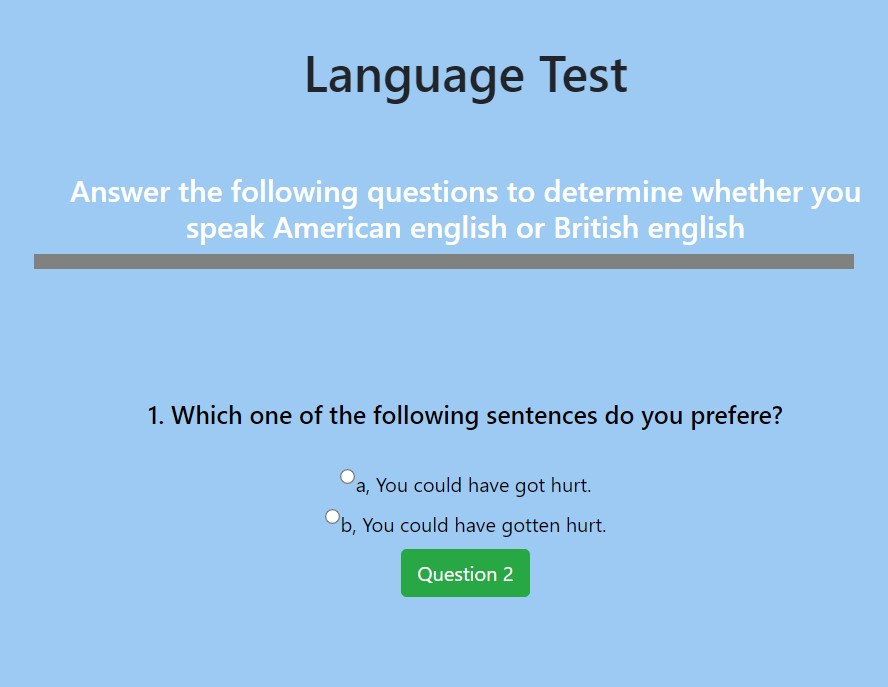 Language Test
Answer the following questions to determine whether you
speak American english or British english
1. Which one of the following sentences do you prefere?
a, You could have got hurt.
b, You could have gotten hurt.
Question 2